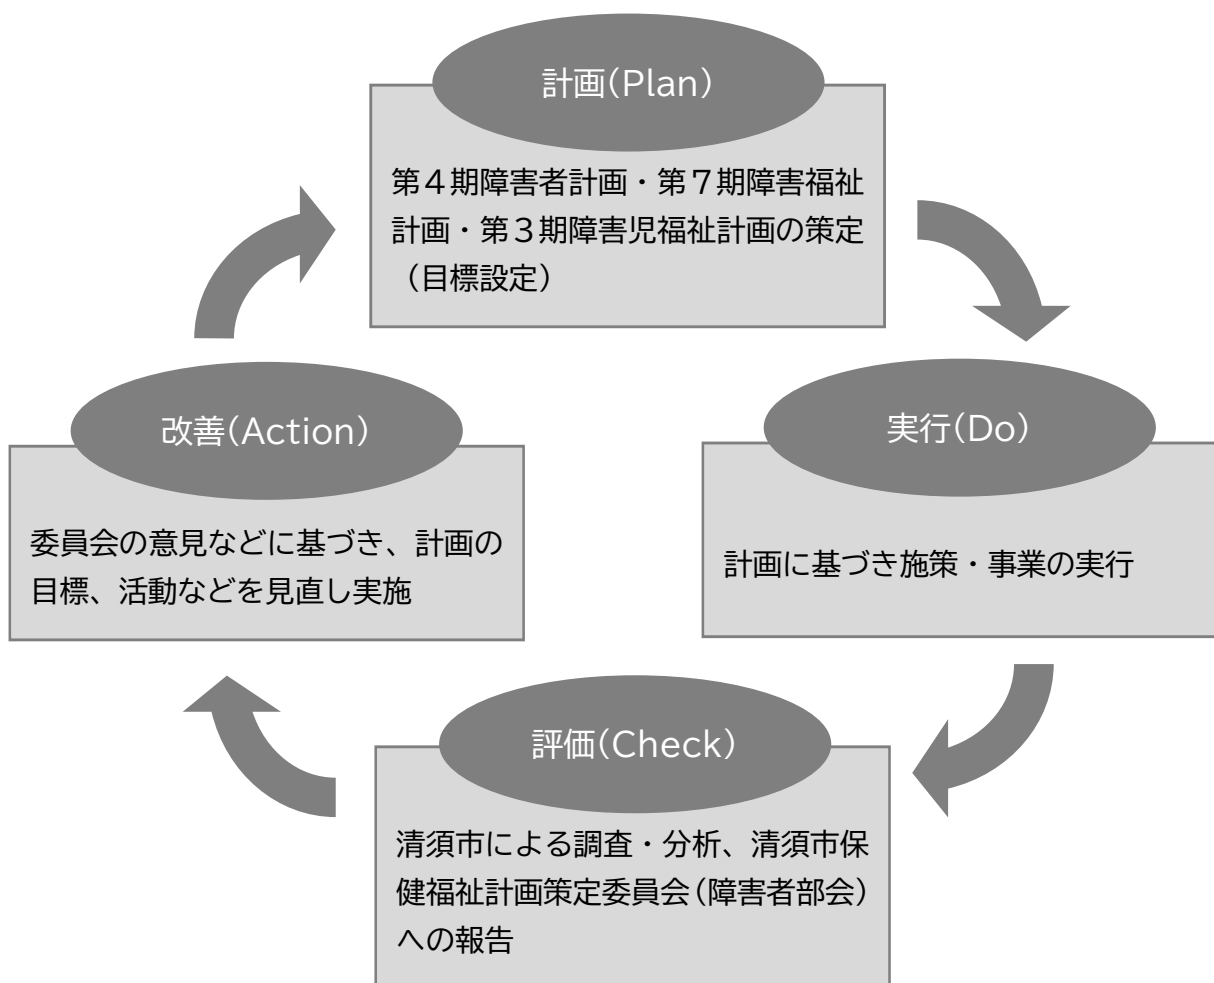 計画(Plan)
第４期障害者計画・第７期障害福祉
計画・第３期障害児福祉計画の策定
（目標設定）
改善(Action)
委員会の意見などに基づき、計画の
目標、活動などを見直し実施
実行(Do)
計画に基づき施策・事業の実行
評価(Check)
清須市による調査・分析、清須市保
健福祉計画策定委員会(障害者部会)
への報告